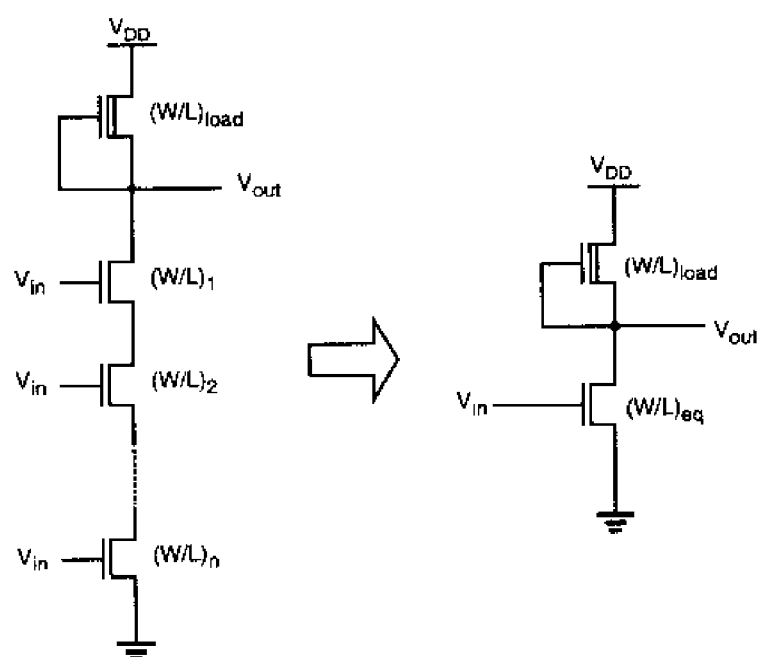 V_DD
(W/L)_load
V_out
V_in
(W/L)_1
V_in
(W/L)_2
V_in
(W/L)_n
V_DD
(W/L)_load
V_out
V_in
(W/L)_eq